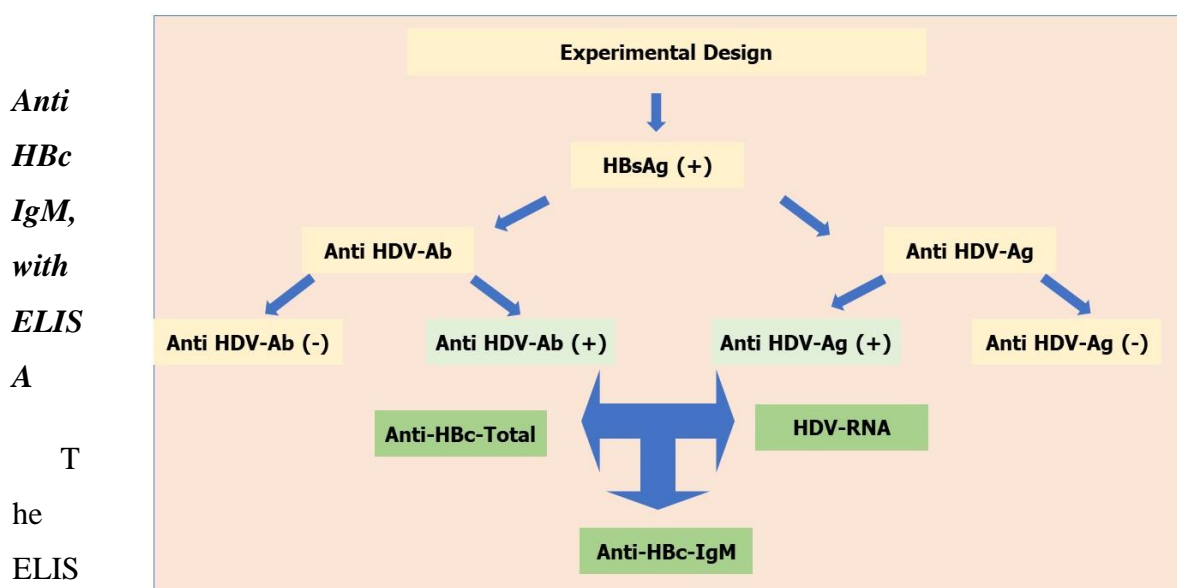 Anti
HBc
IgM,
with
ELIS
A
T
he
ELIS
Experimental Design
HBsAg (+)
Anti HDV-Ab
Anti HDV-Ag
Anti HDV-Ab (-)
Anti HDV-Ab (+)
Anti HDV-Ag (+)
Anti HDV-Ag (-)
Anti-HBc-Total
HDV-RNA
Anti-HBc-IgM